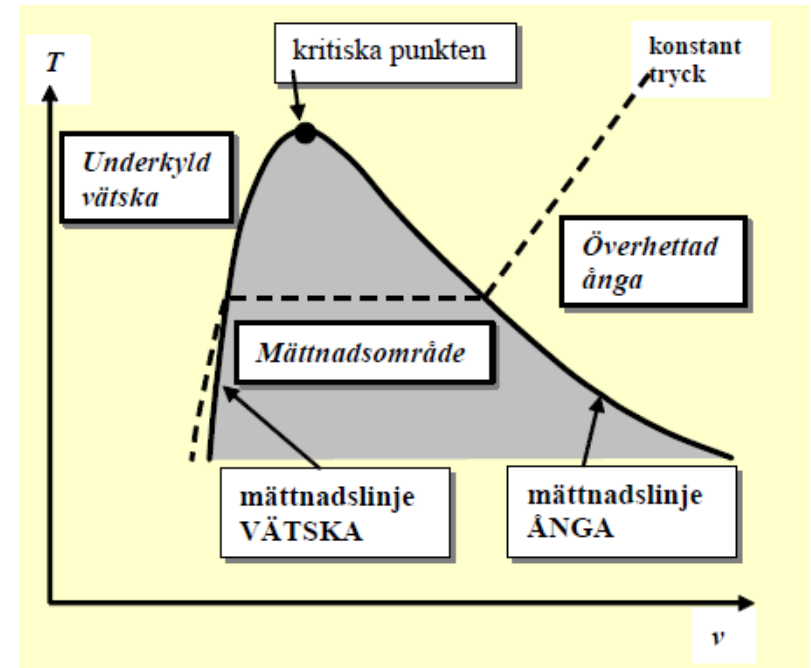 T
kritiska punkten
konstant
tryck
Underkyld
vätska
Överhettad
ånga
Mättnadsområde
mättnadslinje
VÄTSKA
mättnadslinje
ÅNGA
v